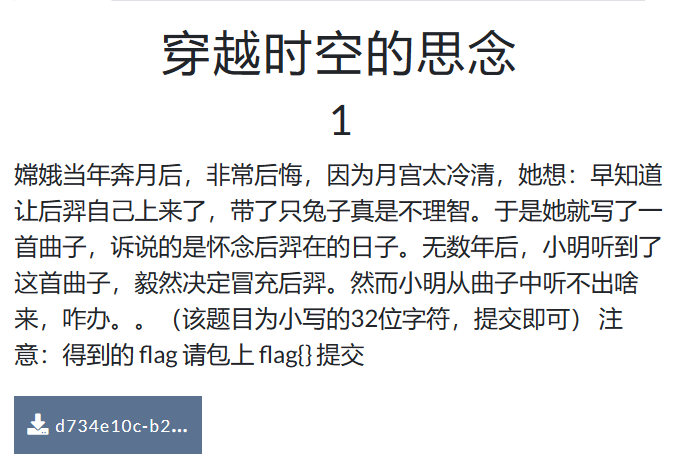 穿越时空的思念
1
嫦娥当年奔月后，非常后悔，因为月宫太冷清，她想：早知道
让后羿自己上来了，带了只兔子真是不理智。于是她就写了一
首曲子，诉说的是怀念后羿在的日子。无数年后，小明听到了
这首曲子，毅然决定冒充后羿。然而小明从曲子中听不出啥
来，咋办。。（该题目为小写的32位字符，提交即可） 注
意：得到的 flag 请包上 flag{} 提交
d734e10c-b2...